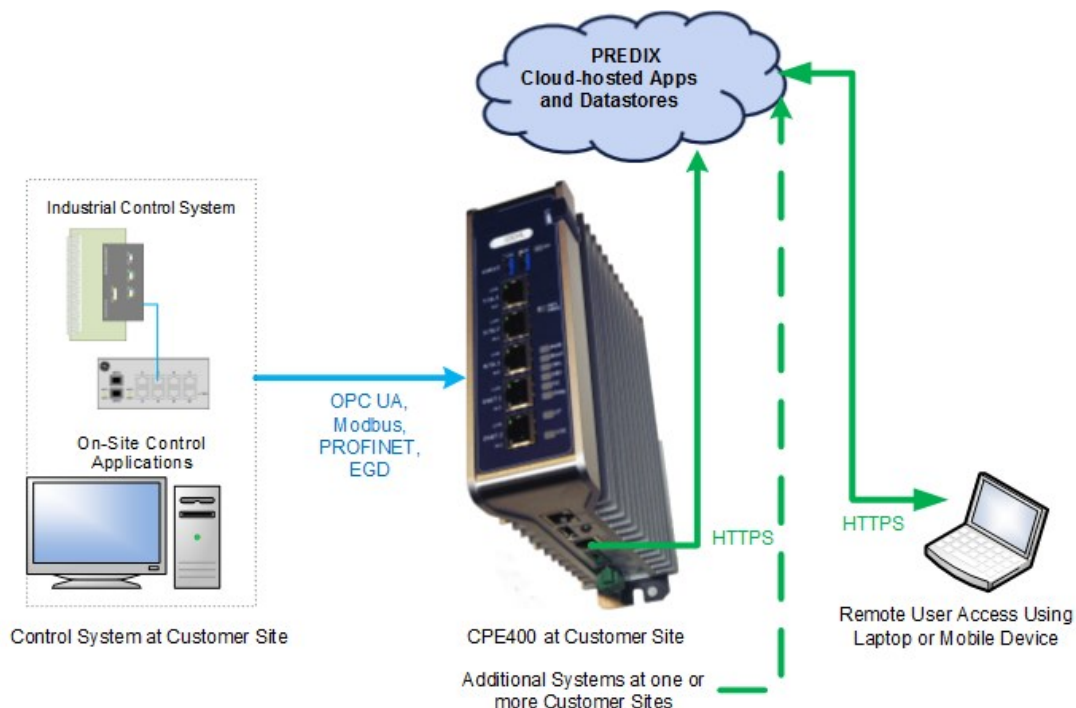 PREDIX
Cloud-hosted Apps
and Datastores
Industrial Control System
On-Site Control
Applications
OPC UA,
Modbus,
PROFINET,
EGD
HTTPS
HTTPS
Control System at Customer Site
CPE400 at Customer Site
Remote User Access Using
Laptop or Mobile Device
Additional Systems at one or
more Customer Sites